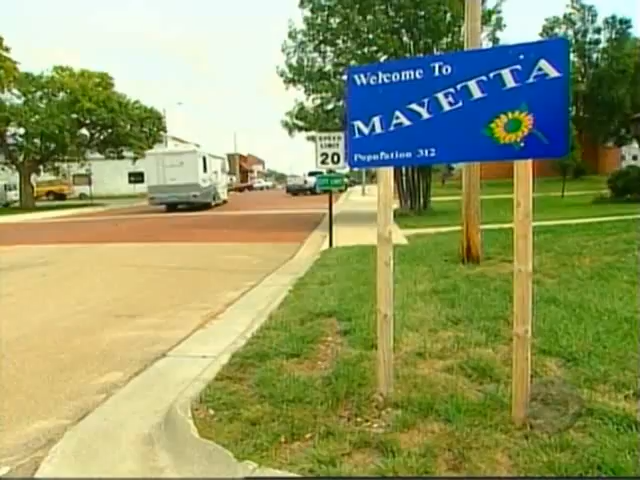 Welcome To
MAYETTA
Population 312
SPEED
LIMIT
20